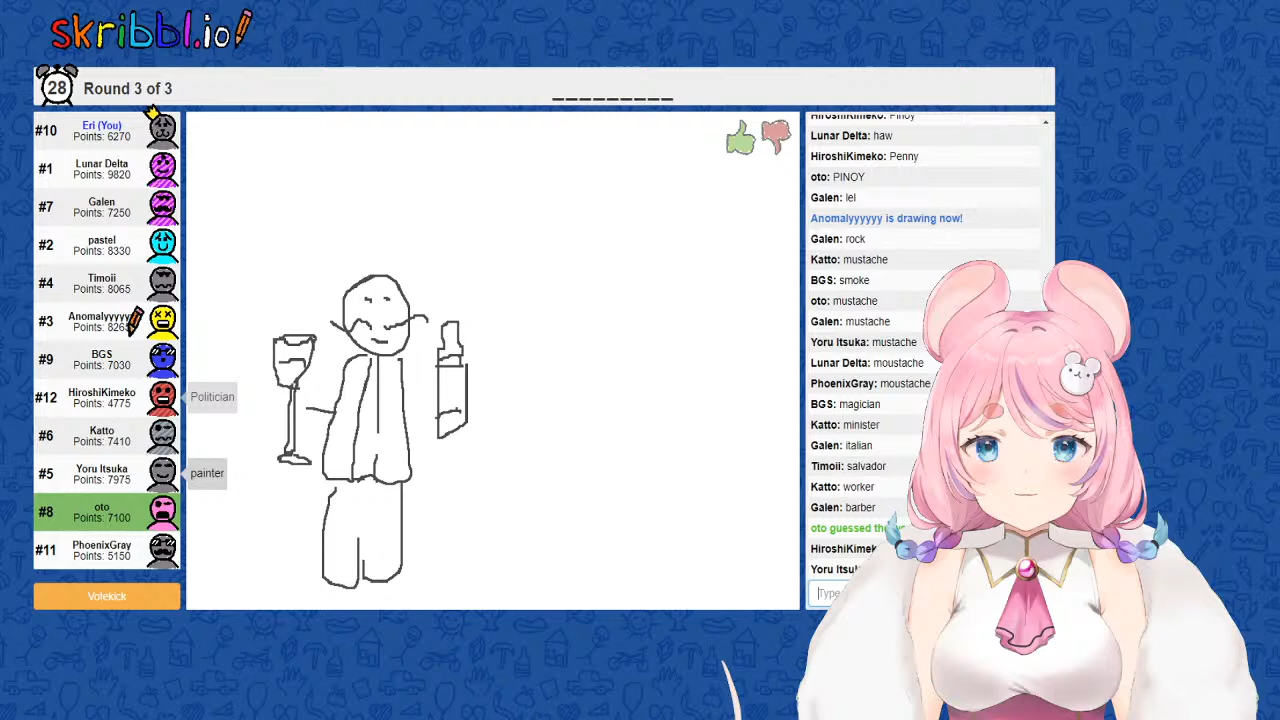 skribbl.io
28
Round 3 of 3
_________
#10
Eri (You)
Points: 6270
#1
Lunar Delta
Points: 9820
#7
Galen
Points: 7250
#2
pastel
Points: 8330
#4
Timoii
Points: 8065
#3
Points:
#9
BGS
Points: 7030
#12
HiroshiKimeko
Points: 4775
Politician
#6
Katto
Points: 7410
#5
Yoru Itsuka
Points: 7975
painter
#8
oto
Points: 7100
#11
PhoenixGray
Points: 5150
Votekick
HiroshiKimeko: Pinoy
Lunar Delta: haw
HiroshiKimeko: Penny
oto: PINOY
Galen: lel
Anomalyyyyyy is drawing now!
Galen: rock
Katto: mustache
BGS: smoke
oto: mustache
Galen: mustache
Yoru Itsuka: mustache
Lunar Delta: moustache
PhoenixGray: moustache
BGS: magician
Katto: minister
Galen: italian
Timoii: salvador
Katto: worker
Galen: barber
oto guessed